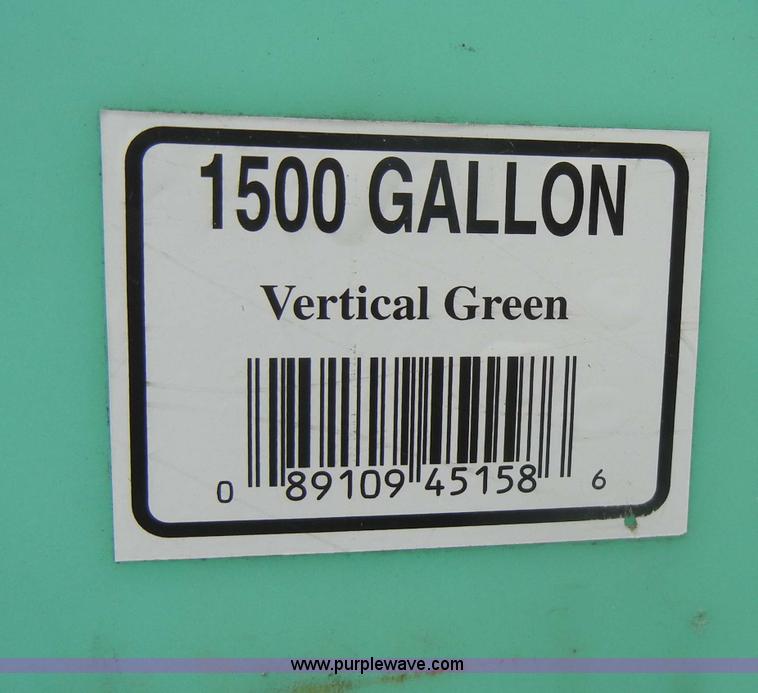 1500 GALLON
Vertical Green
0 89109 45158 6
www.purplewave.com